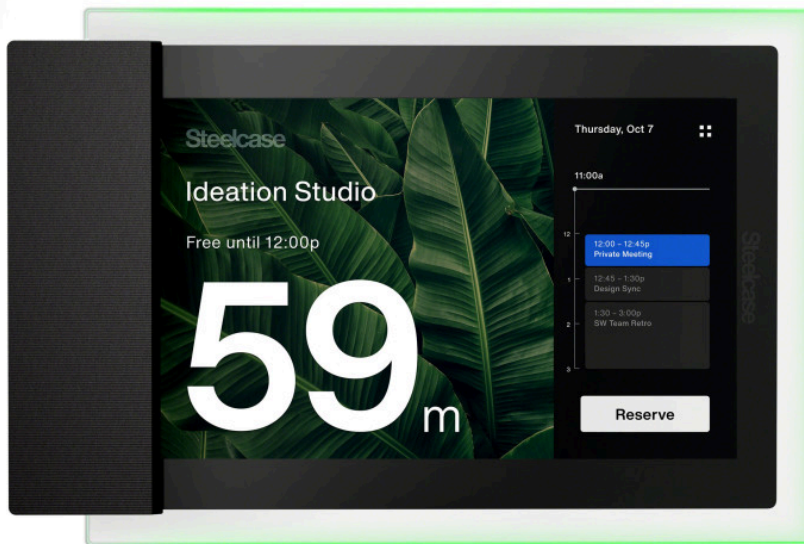 Steelcase
Ideation Studio
Free until 12:00p
59m
Thursday, Oct 7
11:00a
12
12:00 – 12:45p
Private Meeting
1
12:45 – 1:30p
Design Sync
1:30 – 3:00p
2
SW Team Retro
3
Reserve
Steelcase